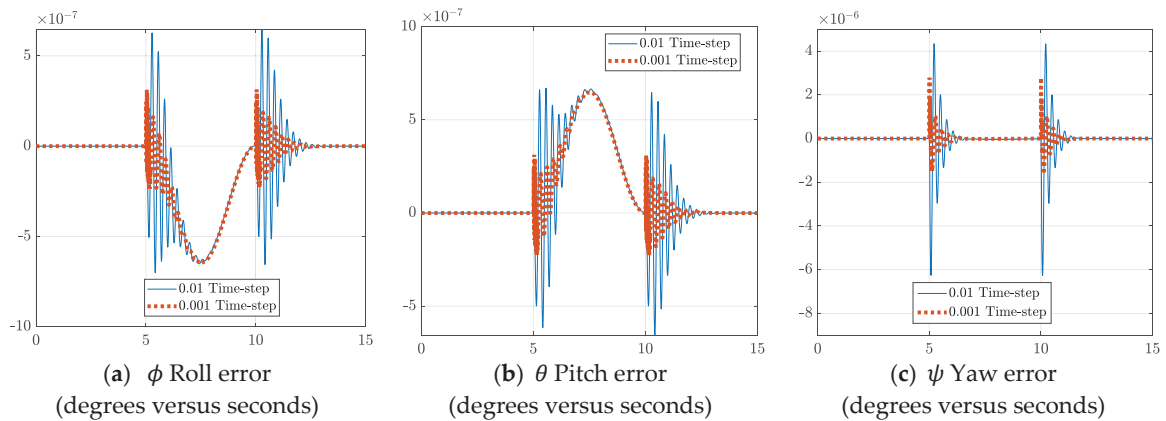 ×10⁻⁷
5
0
-5
-10
0
5
10
15
0.01 Time-step
0.001 Time-step
(a) ϕ Roll error
(degrees versus seconds)
×10⁻⁷
10
5
0
-5
0
5
10
15
0.01 Time-step
0.001 Time-step
(b) θ Pitch error
(degrees versus seconds)
×10⁻⁶
4
2
0
-2
-4
-6
-8
0
5
10
15
0.01 Time-step
0.001 Time-step
(c) ψ Yaw error
(degrees versus seconds)